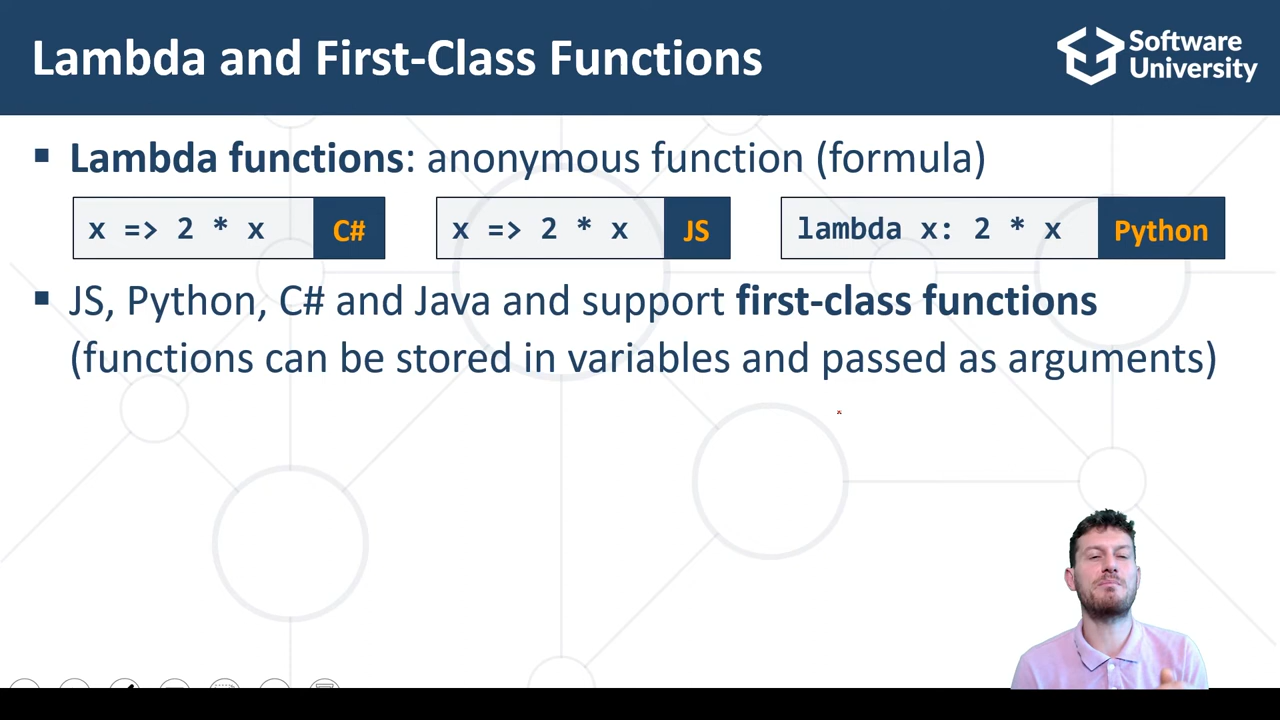 Lambda and First-Class Functions
Software
University
▪ Lambda functions: anonymous function (formula)
x => 2 * x C#
x => 2 * x JS
lambda x: 2 * x Python
▪ JS, Python, C# and Java and support first-class functions
(functions can be stored in variables and passed as arguments)